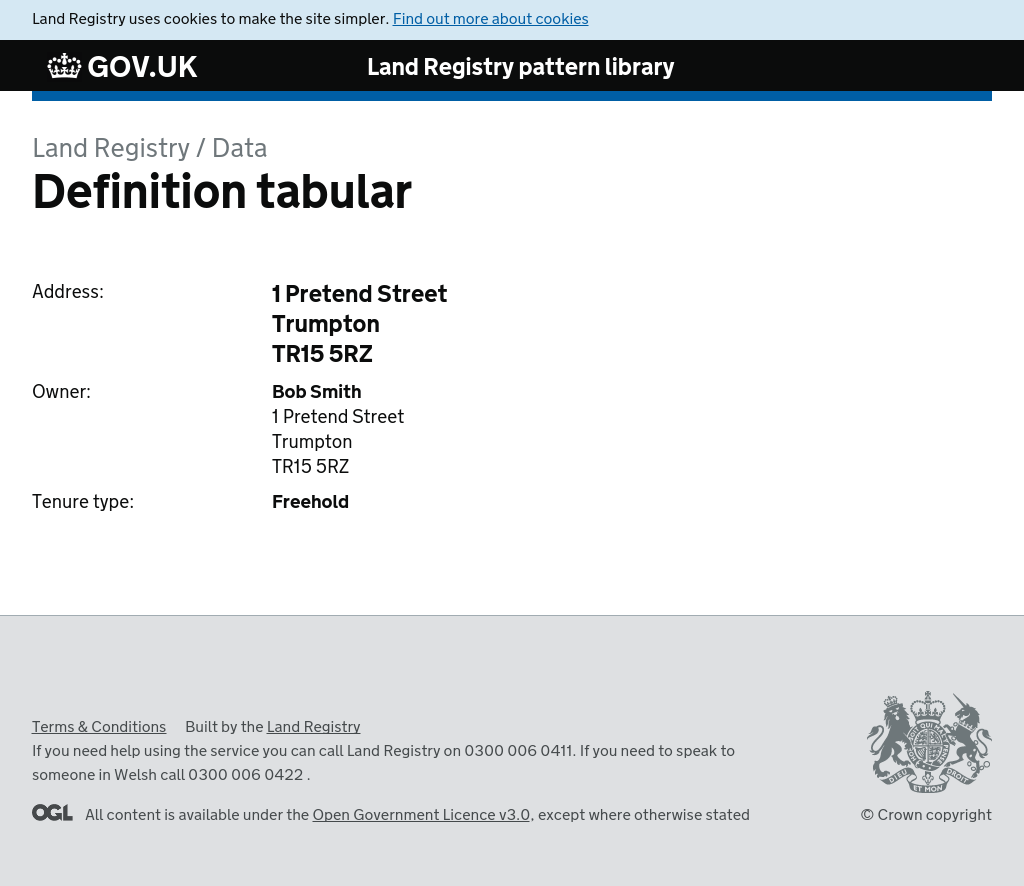 Land Registry uses cookies to make the site simpler. Find out more about cookies
GOV.UK
Land Registry pattern library
Land Registry / Data
Definition tabular
Address:
1 Pretend Street
Trumpton
TR15 5RZ
Owner:
Bob Smith
1 Pretend Street
Trumpton
TR15 5RZ
Tenure type:
Freehold
Terms & Conditions Built by the Land Registry
If you need help using the service you can call Land Registry on 0300 006 0411. If you need to speak to
someone in Welsh call 0300 006 0422 .
OGL All content is available under the Open Government Licence v3.0, except where otherwise stated
DIEU ET MON DROIT
© Crown copyright